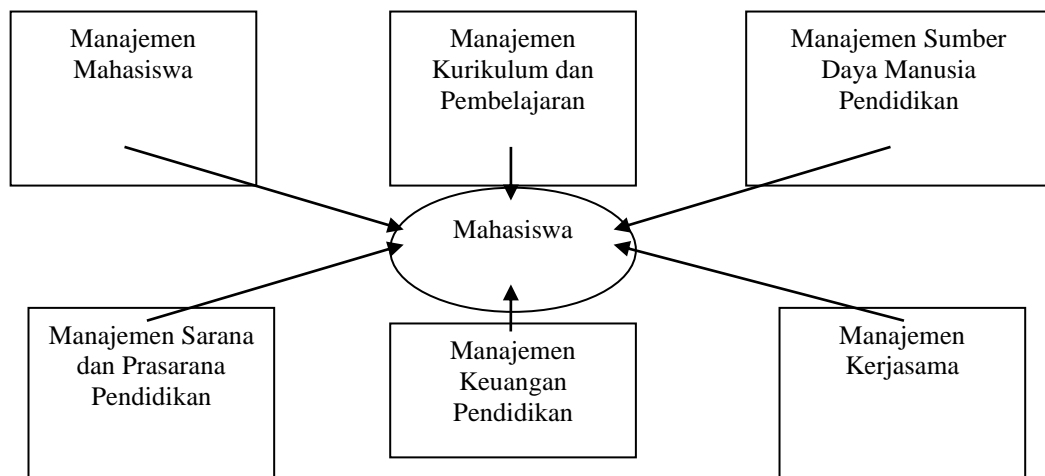 Manajemen
Mahasiswa
Manajemen
Kurikulum dan
Pembelajaran
Manajemen Sumber
Daya Manusia
Pendidikan
Mahasiswa
Manajemen Sarana
dan Prasarana
Pendidikan
Manajemen
Keuangan
Pendidikan
Manajemen
Kerjasama